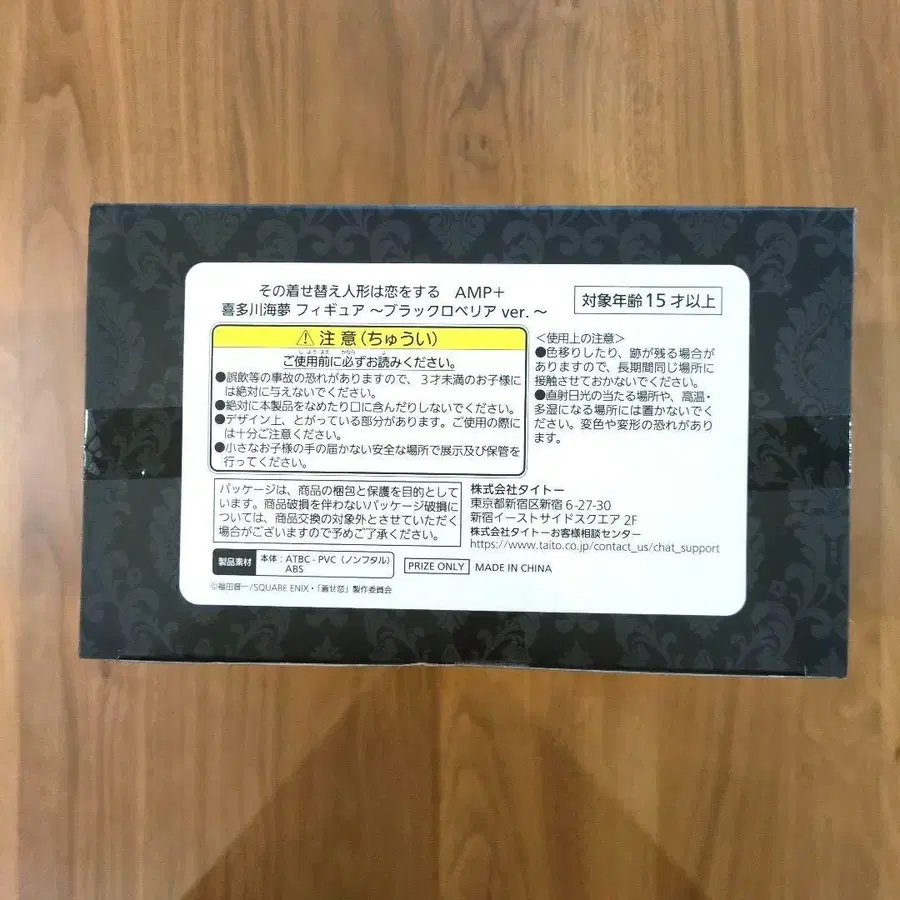 その着せ替え人形は恋をする AMP＋
喜多川海夢 フィギュア ～ブラックロベリア ver.～
対象年齢15才以上
⚠注意(ちゅうい)
ご使用前に必ずお読みください。
●誤飲等の事故の恐れがありますので、３才未満のお子様に
は絶対に与えないでください。
●絶対に本製品をなめたり口に含んだりしないでください。
●デザイン上、とがっている部分があります。ご使用の際に
は十分ご注意ください。
●小さなお子様の手の届かない安全な場所で展示及び保管を
行ってください。
＜使用上の注意＞
●色移りしたり、跡が残る場合が
ありますので、長期間同じ場所に
接触させておかないでください。
●直射日光の当たる場所や、高温・
多湿になる場所には置かないでく
ださい。変色や変形の恐れがあり
ます。
パッケージは、商品の梱包と保護を目的として
います。商品破損を伴わないパッケージ破損に
ついては、商品交換の対象外とさせていただく
場合がございますので予めご了承ください。
株式会社タイトー
東京都新宿区新宿 6-27-30
新宿イーストサイドスクエア 2F
株式会社タイトーお客様相談センター
https://www.taito.co.jp/contact_us/chat_support
製品素材
本体：ATBC - PVC（ノンフタル）
ABS
PRIZE ONLY
MADE IN CHINA
©福田晋一/SQUARE ENIX・「着せ恋」製作委員会